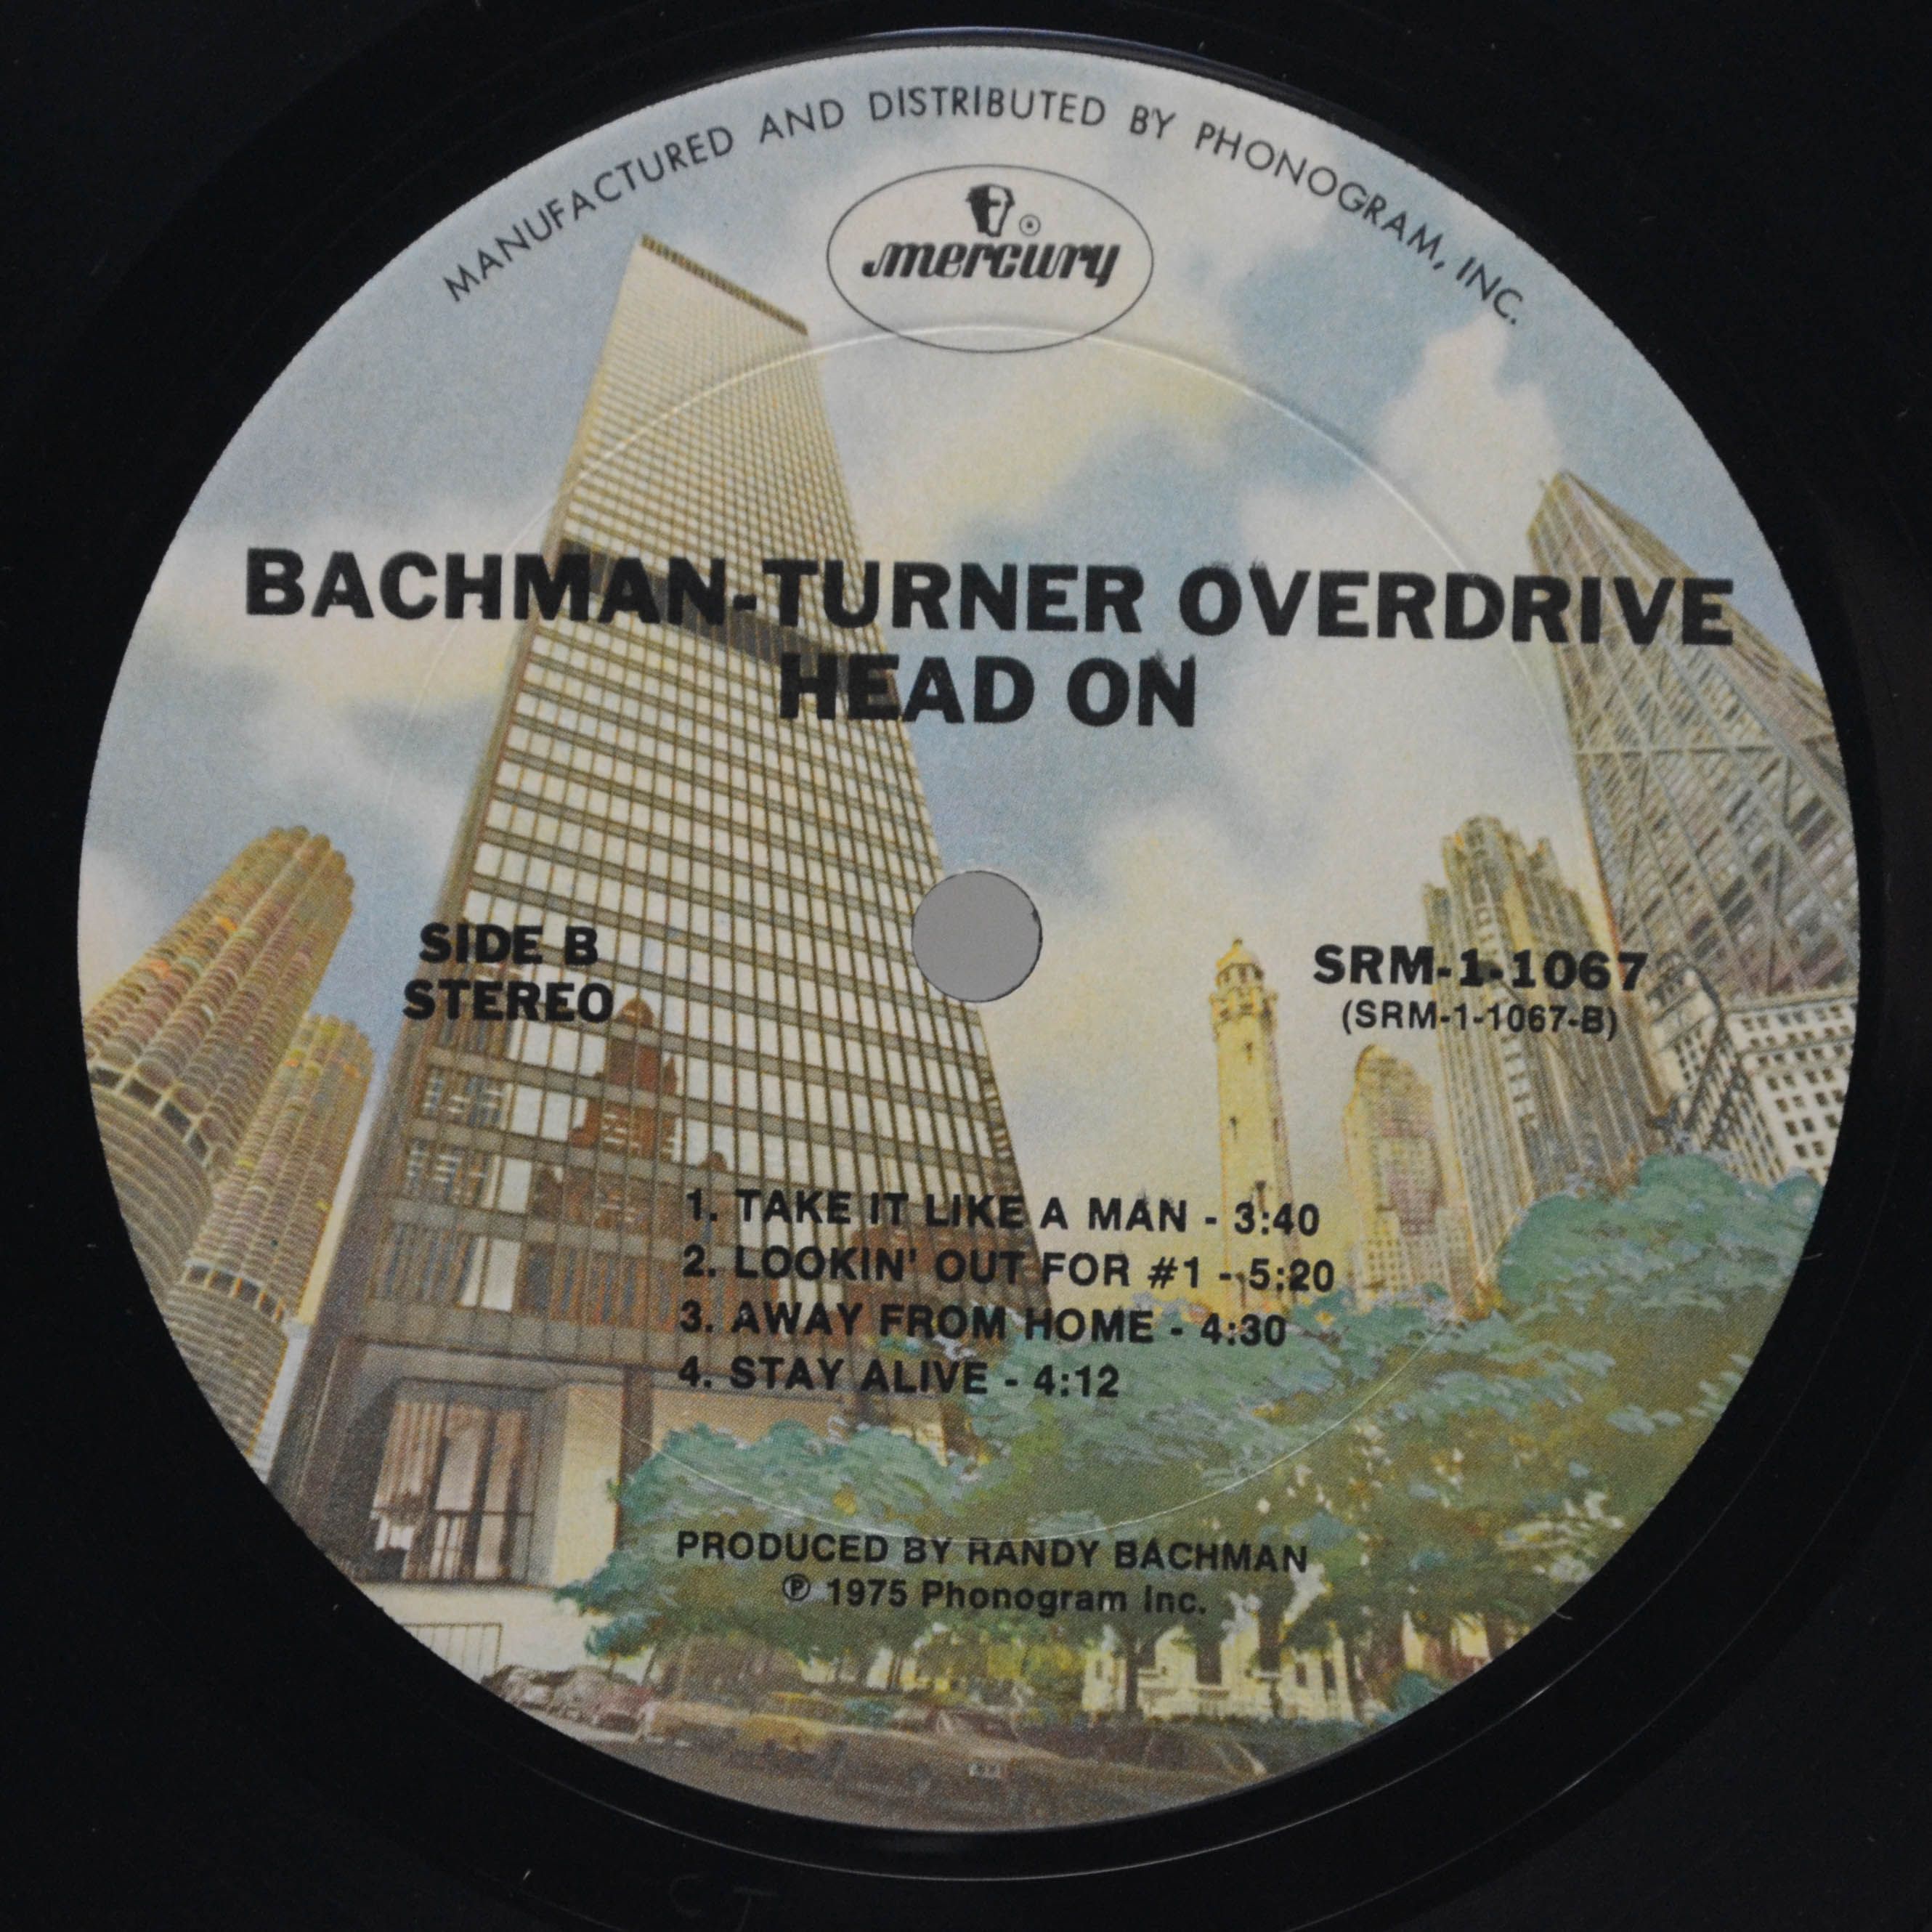 MANUFACTURED AND DISTRIBUTED BY PHONOGRAM, INC.
®
mercury
BACHMAN-TURNER OVERDRIVE
HEAD ON
SIDE B
STEREO
SRM-1-1067
(SRM-1-1067-B)
1. TAKE IT LIKE A MAN - 3:40
2. LOOKIN' OUT FOR #1 - 5:20
3. AWAY FROM HOME - 4:30
4. STAY ALIVE - 4:12
PRODUCED BY RANDY BACHMAN
℗ 1975 Phonogram Inc.
CT